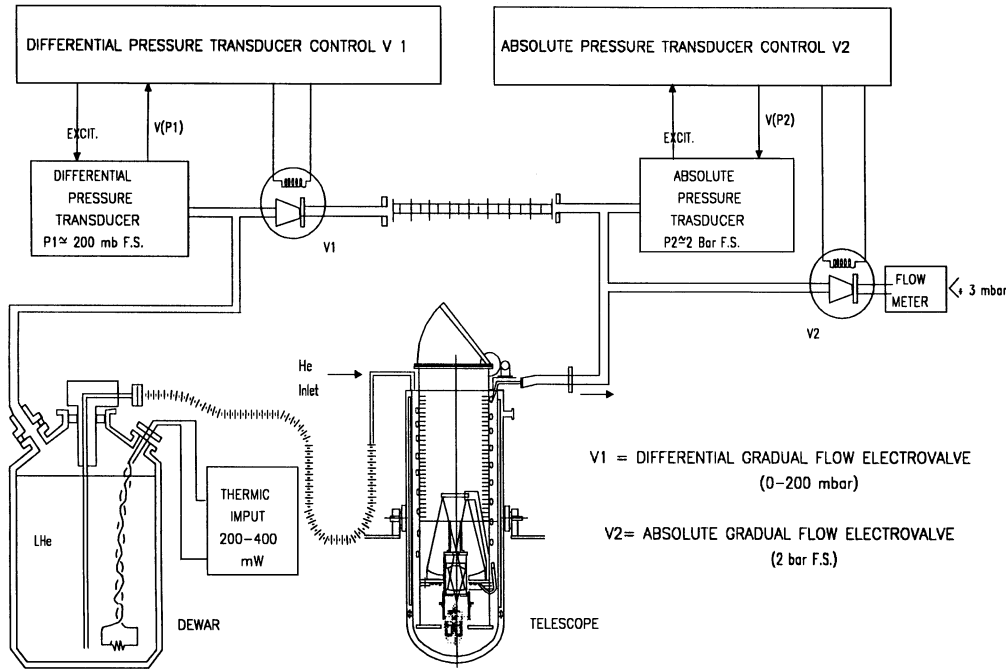 DIFFERENTIAL PRESSURE TRANSDUCER CONTROL V 1
ABSOLUTE PRESSURE TRANSDUCER CONTROL V2
EXCIT.
V(P1)
EXCIT.
V(P2)
DIFFERENTIAL
PRESSURE
TRANSDUCER
P1≃ 200 mb F.S.
V1
ABSOLUTE
PRESSURE
TRASDUCER
P2≃2 Bar F.S.
FLOW
METER
+ 3 mbar
V2
He
Inlet
LHe
THERMIC
IMPUT
200-400
mW
DEWAR
TELESCOPE
V1 = DIFFERENTIAL GRADUAL FLOW ELECTROVALVE
(0-200 mbar)
V2= ABSOLUTE GRADUAL FLOW ELECTROVALVE
(2 bar F.S.)